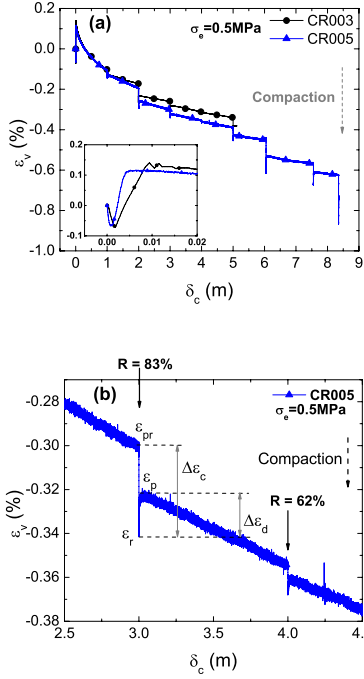 (a)
σe=0.5MPa
CR003
CR005
Compaction
0.2
0.0
-0.2
-0.4
-0.6
-0.8
-1.0
εv (%)
0.2
0.1
0.0
-0.1
0.00
0.01
0.02
0 1 2 3 4 5 6 7 8 9
δc (m)
R = 83%
(b)
CR005
σe=0.5MPa
Compaction
R = 62%
εpr
εp
Δεc
Δεd
εr
-0.28
-0.30
-0.32
-0.34
-0.36
-0.38
εv (%)
2.5 3.0 3.5 4.0 4.5
δc (m)